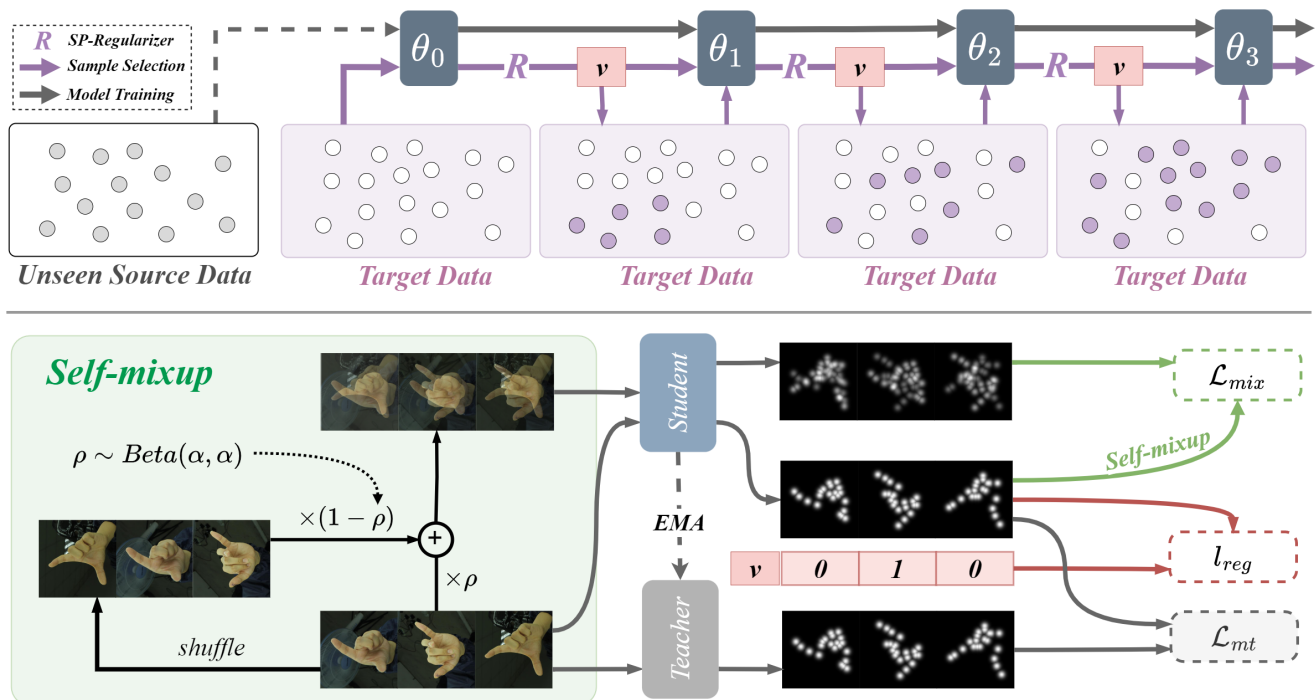 R SP-Regularizer
Sample Selection
Model Training
θ₀ R v θ₁ R v θ₂ R v θ₃
Unseen Source Data
Target Data
Target Data
Target Data
Target Data
Self-mixup
ρ ∼ Beta(α, α)
×(1 − ρ)
+
×ρ
shuffle
Student
EMA
Teacher
v 0 1 0
Self-mixup
ℒmix
lreg
ℒmt